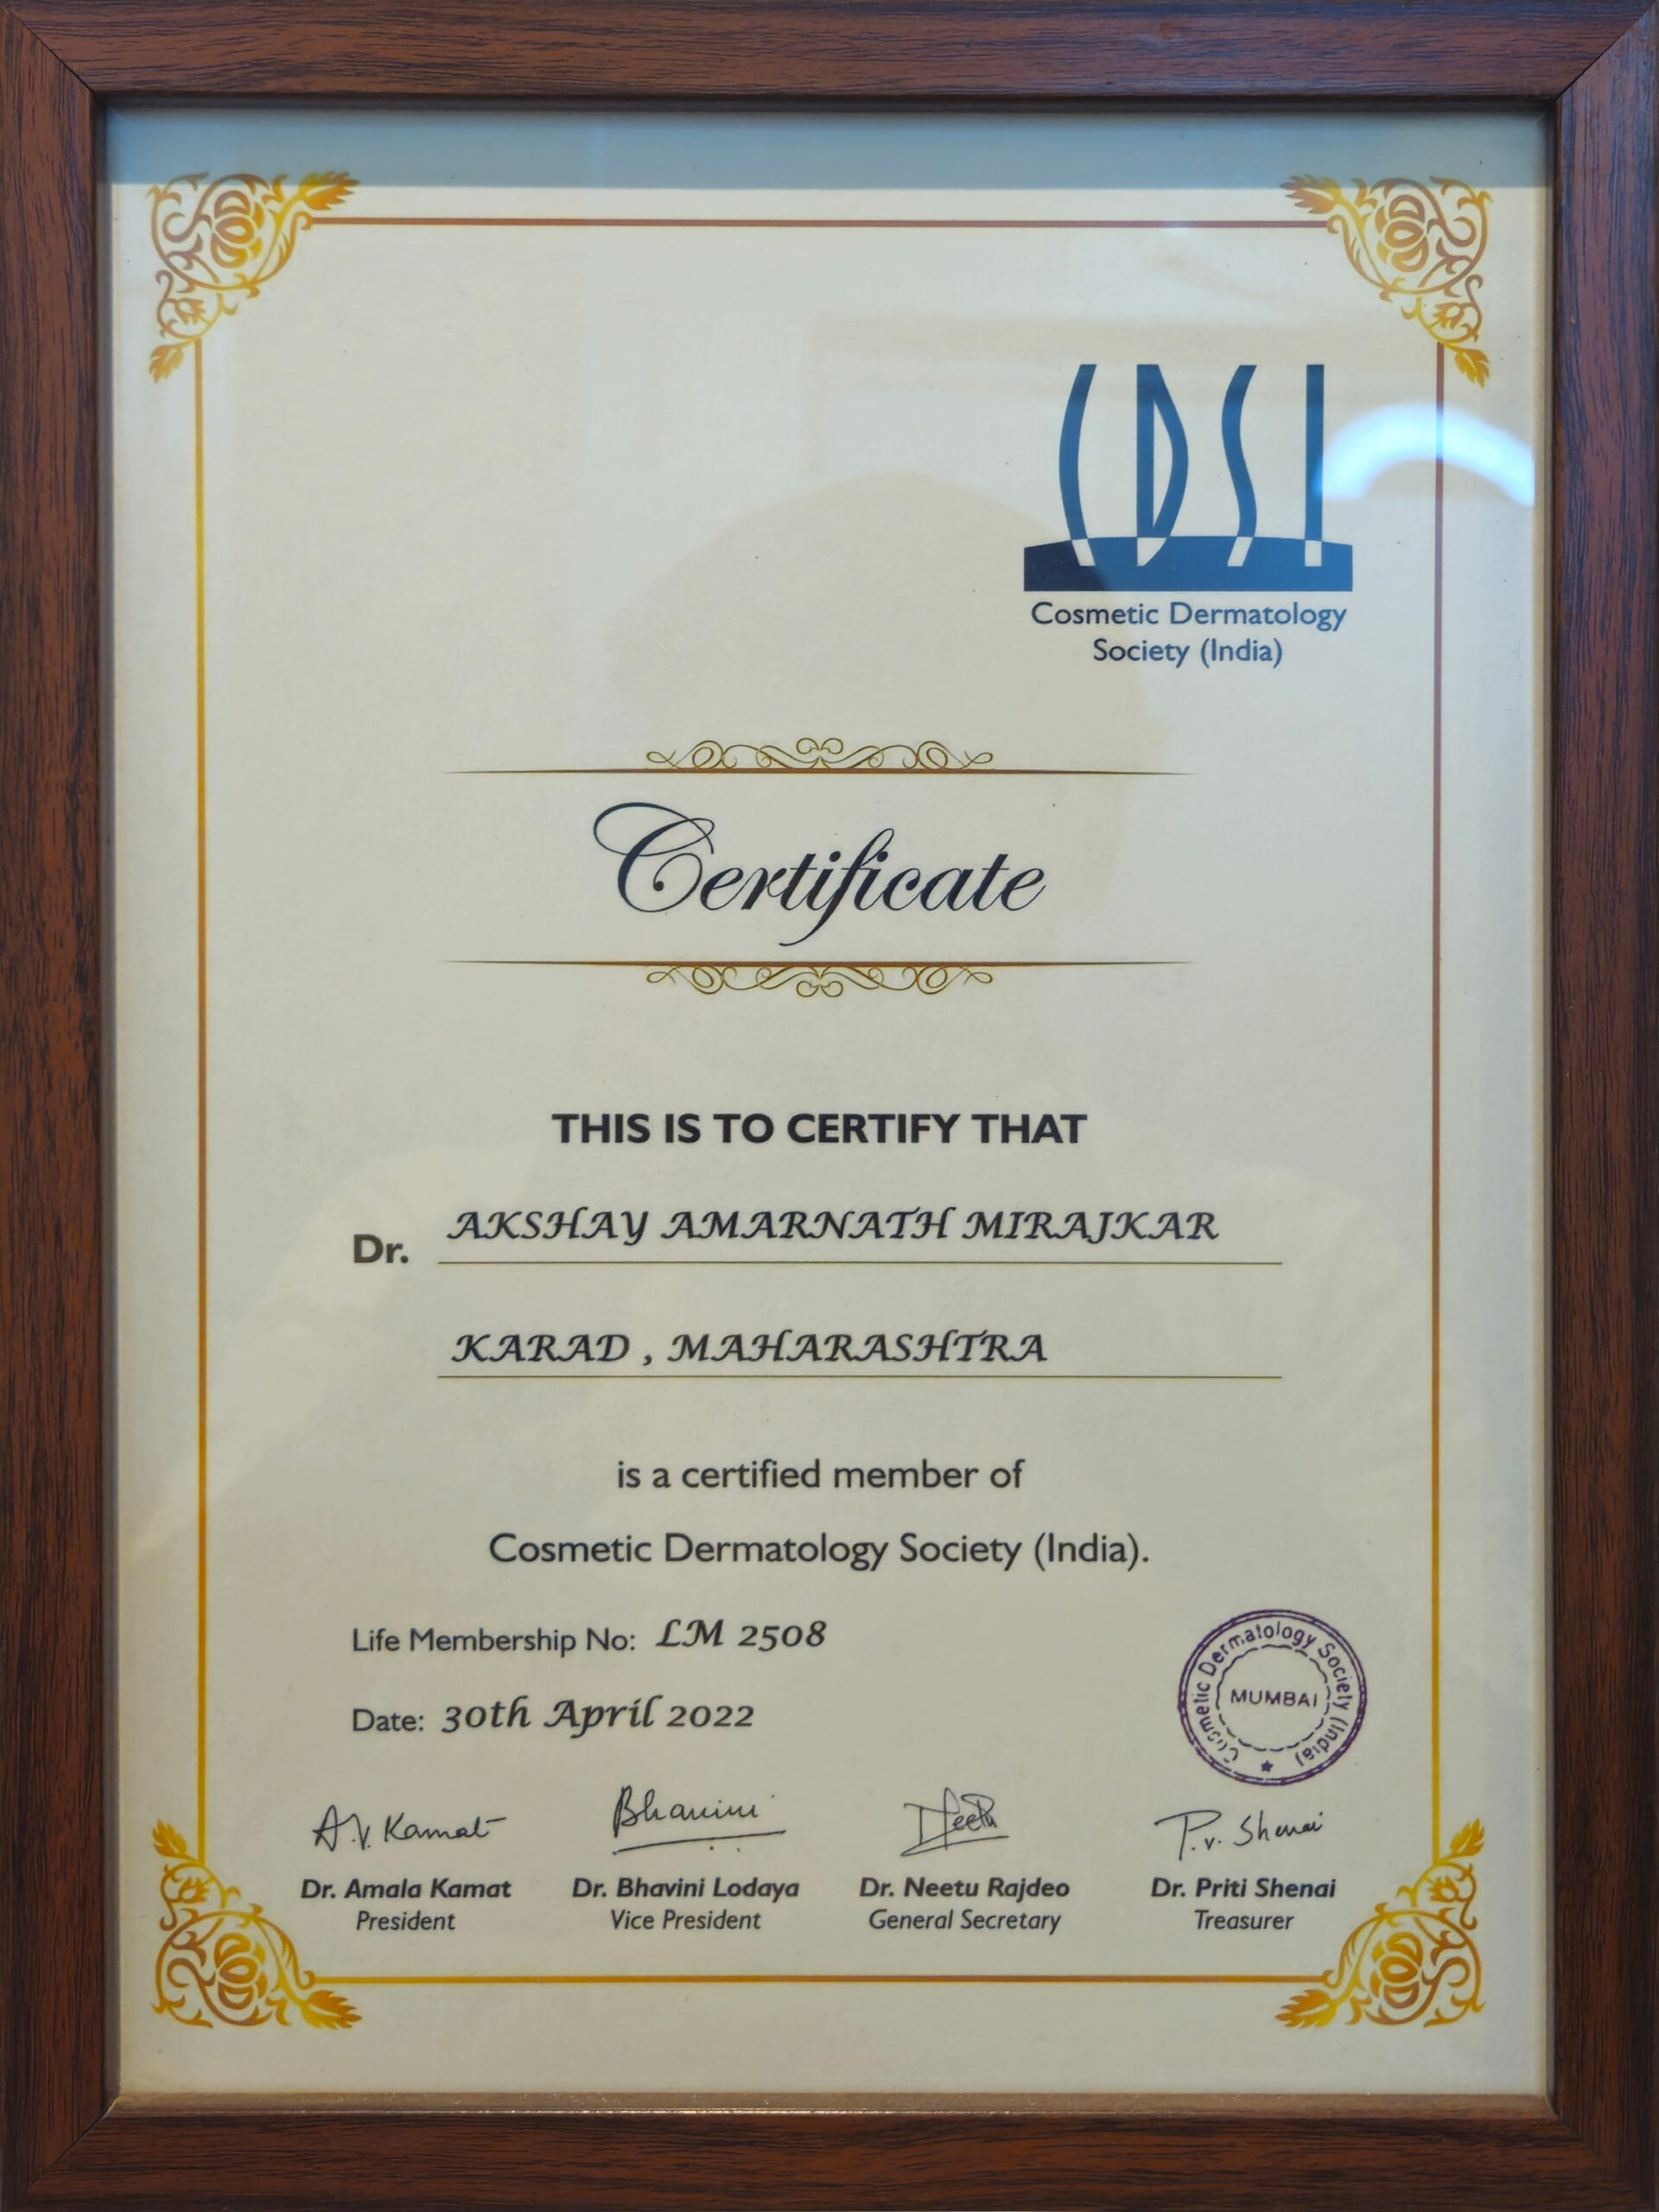 CDSI
Cosmetic Dermatology
Society (India)
Certificate
THIS IS TO CERTIFY THAT
Dr. AKSHAY AMARNATH MIRAJKAR
KARAD , MAHARASHTRA
is a certified member of
Cosmetic Dermatology Society (India).
Life Membership No: LM 2508
Date: 30th April 2022
Cosmetic Dermatology Society (India)
MUMBAI
A.V. Kamat
Bhavini
Neetu
P.v. Shenai
Dr. Amala Kamat
President
Dr. Bhavini Lodaya
Vice President
Dr. Neetu Rajdeo
General Secretary
Dr. Priti Shenai
Treasurer